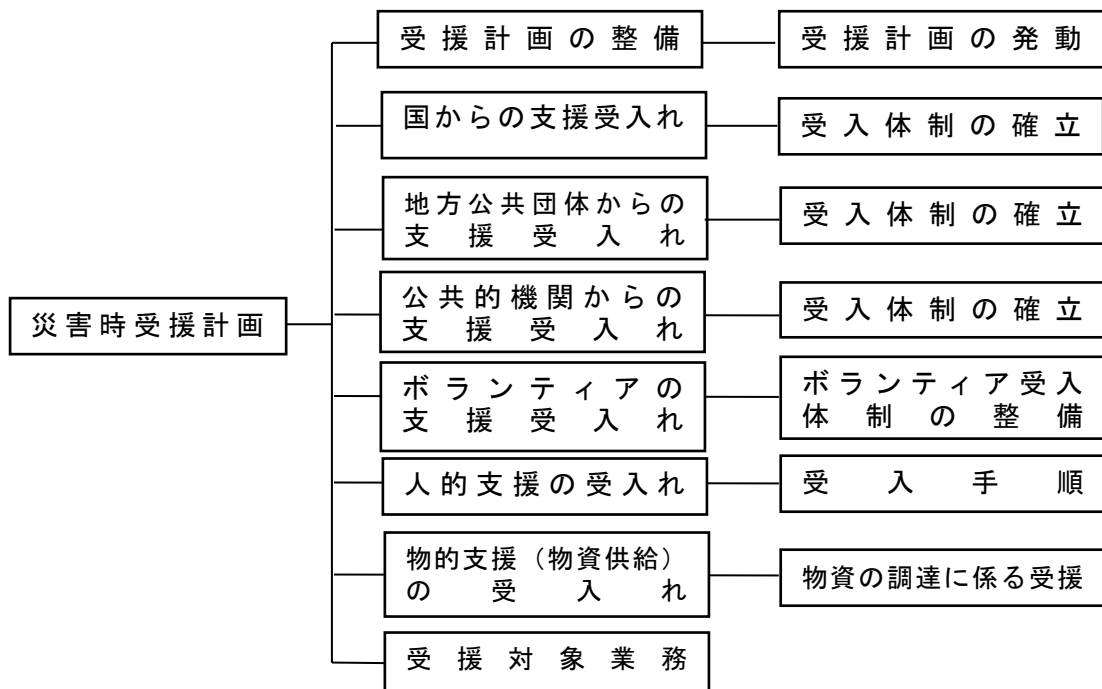 受援計画の整備
受援計画の発動
国からの支援受入れ
受入体制の確立
地方公共団体からの
支援受入れ
受入体制の確立
公共的機関からの
支援受入れ
受入体制の確立
災害時受援計画
ボランティアの
支援受入れ
ボランティア受入
体制の整備
人的支援の受入れ
受入手順
物的支援（物資供給）
の受入れ
物資の調達に係る受援
受援対象業務